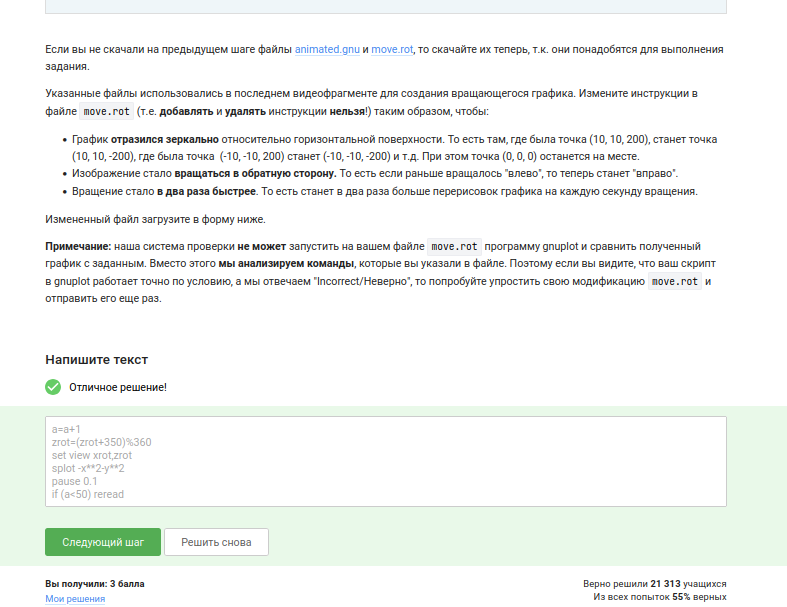 Если вы не скачали на предыдущем шаге файлы animated.gnu и move.rot, то скачайте их теперь, т.к. они понадобятся для выполнения
задания.
Указанные файлы использовались в последнем видеофрагменте для создания вращающегося графика. Измените инструкции в
файле move.rot (т.е. добавлять и удалять инструкции нельзя!) таким образом, чтобы:
• График отразился зеркально относительно горизонтальной поверхности. То есть там, где была точка (10, 10, 200), станет точка
(10, 10, -200), где была точка (-10, -10, 200) станет (-10, -10, -200) и т.д. При этом точка (0, 0, 0) останется на месте.
• Изображение стало вращаться в обратную сторону. То есть если раньше вращалось "влево", то теперь станет "вправо".
• Вращение стало в два раза быстрее. То есть станет в два раза больше перерисовок графика на каждую секунду вращения.
Измененный файл загрузите в форму ниже.
Примечание: наша система проверки не может запустить на вашем файле move.rot программу gnuplot и сравнить полученный
график с заданным. Вместо этого мы анализируем команды, которые вы указали в файле. Поэтому если вы видите, что ваш скрипт
в gnuplot работает точно по условию, а мы отвечаем "Incorrect/Неверно", то попробуйте упростить свою модификацию move.rot и
отправить его еще раз.
Напишите текст
Отличное решение!
a=a+1
zrot=(zrot+350)%360
set view xrot,zrot
splot -x**2-y**2
pause 0.1
if (a<50) reread
Следующий шаг Решить снова
Вы получили: 3 балла Верно решили 21 313 учащихся
Мои решения Из всех попыток 55% верных